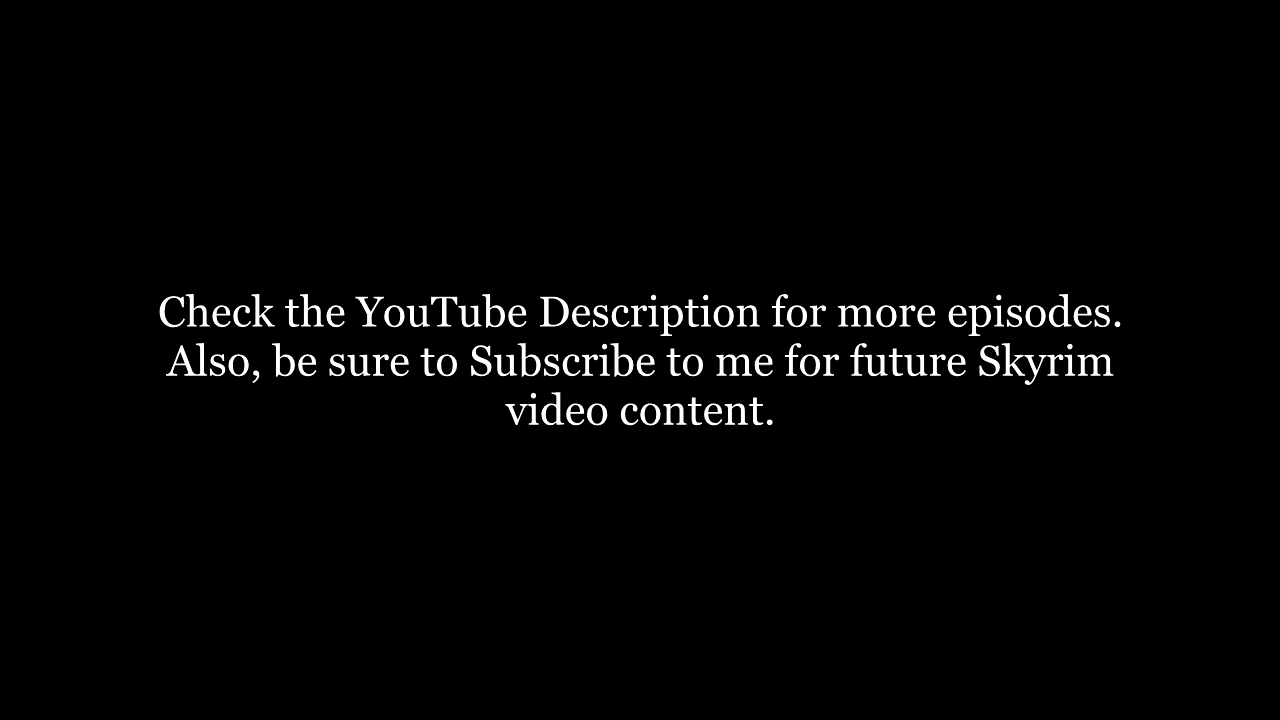 Check the YouTube Description for more episodes.
Also, be sure to Subscribe to me for future Skyrim
video content.